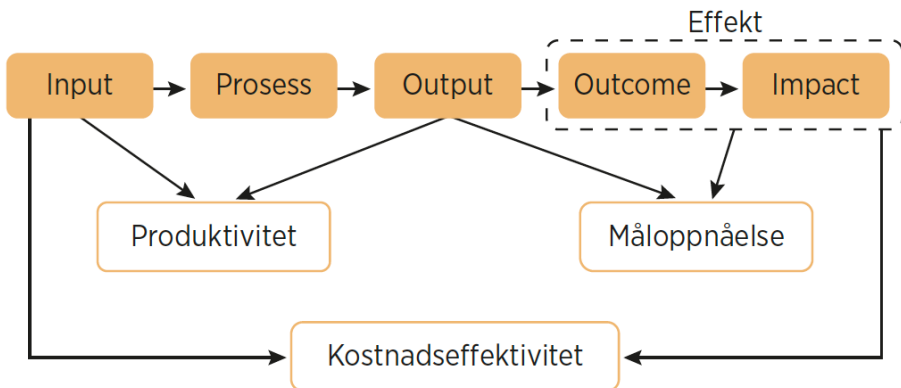 Effekt
Input
Prosess
Output
Outcome
Impact
Produktivitet
Måloppnåelse
Kostnadseffektivitet